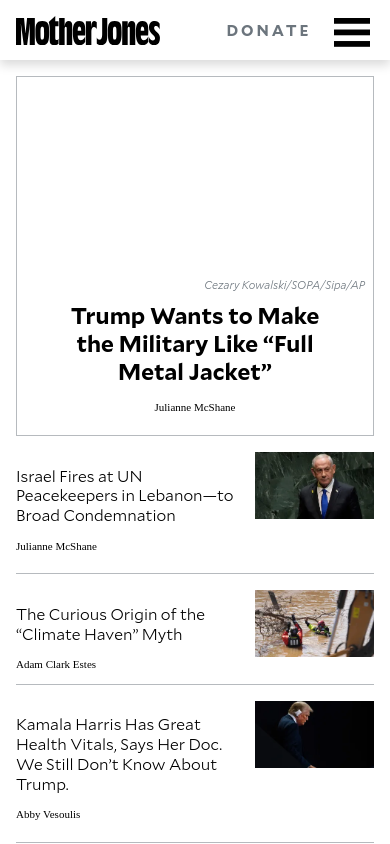 Mother Jones
DONATE
Cezary Kowalski/SOPA/Sipa/AP
Trump Wants to Make
the Military Like “Full
Metal Jacket”
Julianne McShane
Israel Fires at UN
Peacekeepers in Lebanon—to
Broad Condemnation
Julianne McShane
The Curious Origin of the
“Climate Haven” Myth
Adam Clark Estes
Kamala Harris Has Great
Health Vitals, Says Her Doc.
We Still Don’t Know About
Trump.
Abby Vesoulis